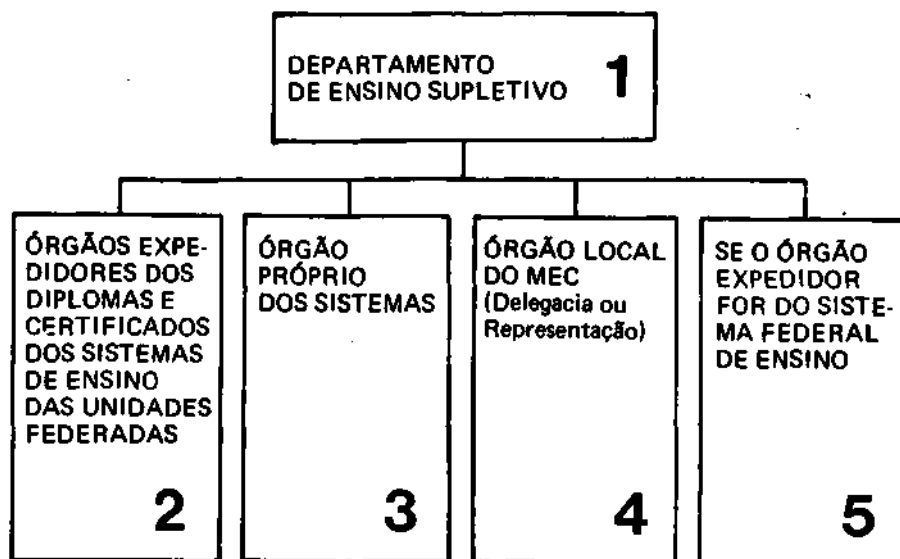 DEPARTAMENTO
DE ENSINO SUPLETIVO
1
ÓRGÃOS EXPE-
DIDORES DOS
DIPLOMAS E
CERTIFICADOS
DOS SISTEMAS
DE ENSINO
DAS UNIDADES
FEDERADAS
2
ÓRGÃO
PRÓPRIO
DOS SISTEMAS
3
ÓRGÃO LOCAL
DO MEC
(Delegacia ou
Representação)
4
SE O ÓRGÃO
EXPEDIDOR
FOR DO SISTE-
MA FEDERAL
DE ENSINO
5